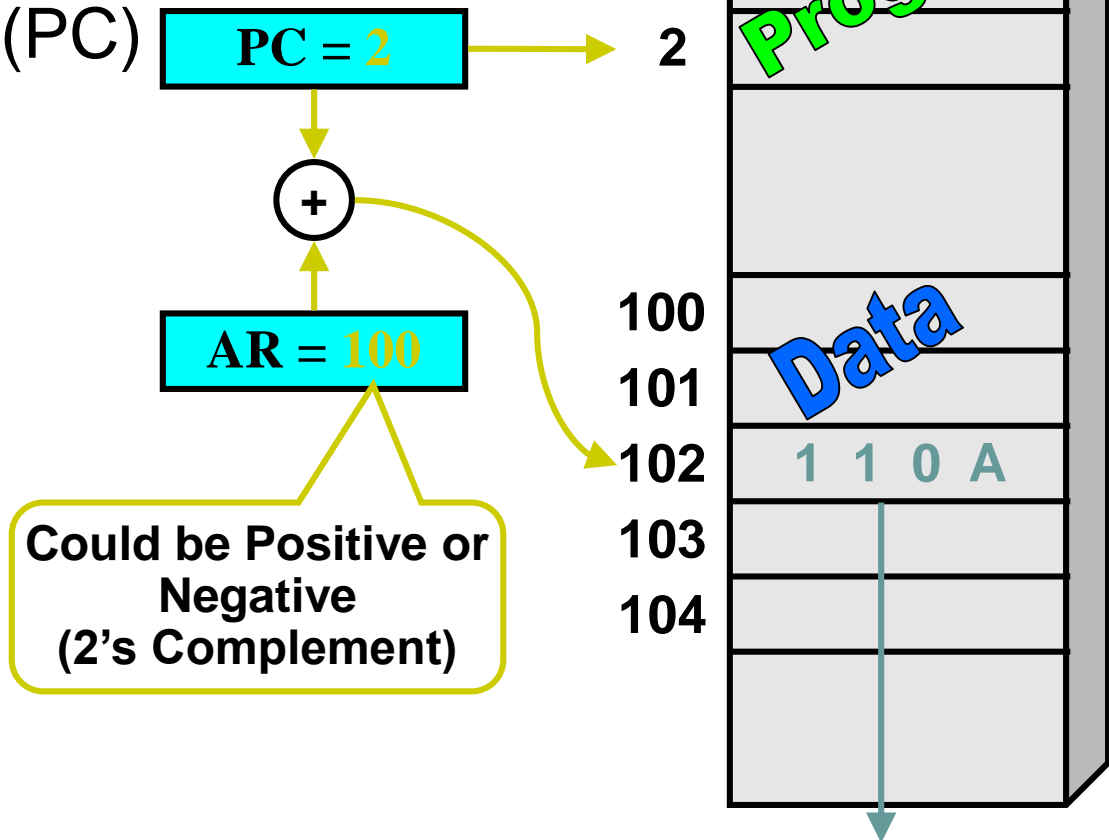 (PC)
PC = 2
2
Prog
+
AR = 100
100
Data
101
102
1 1 0 A
103
104
Could be Positive or
Negative
(2's Complement)